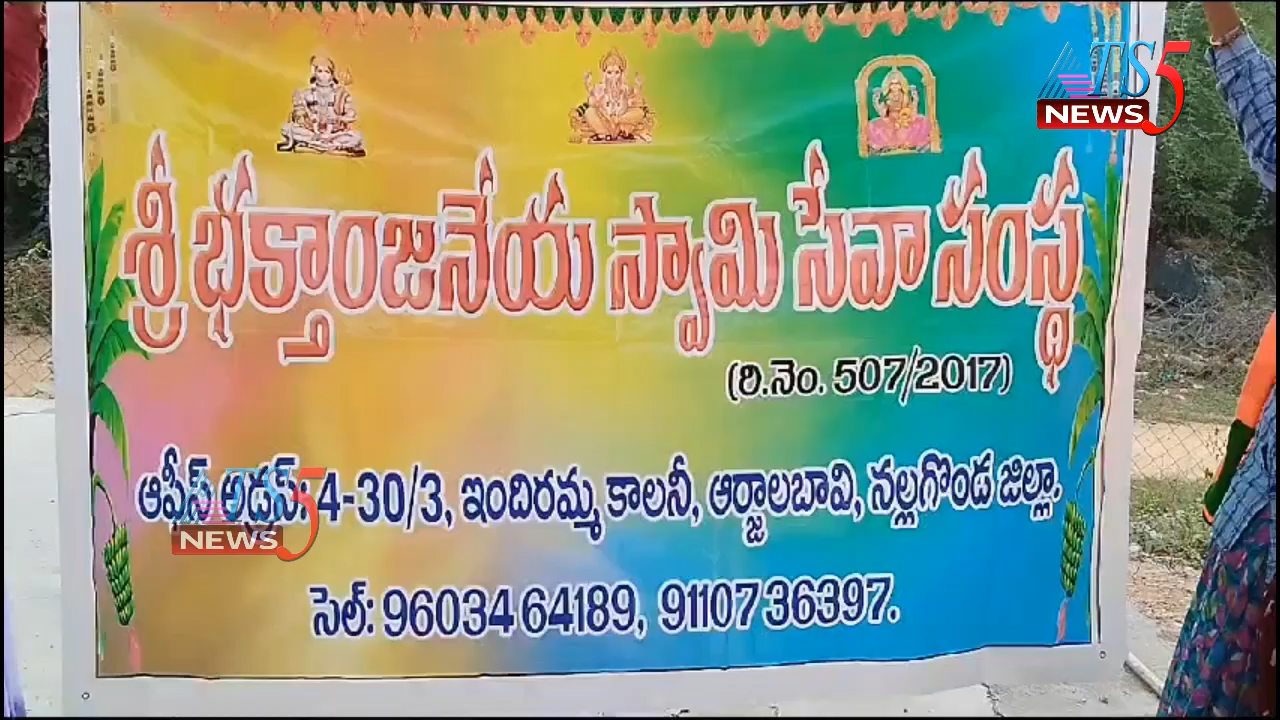 TS5
NEWS
శ్రీ భక్తాంజనేయ స్వామి సేవా సంస్థ
(రి.నెం. 507/2017)
ఆఫీస్ అడ్రస్: 4-30/3, ఇందిరమ్మ కాలనీ, ఆర్జాలబావి, నల్లగొండ జిల్లా.
TS5
NEWS
సెల్: 9603464189, 9110736397.